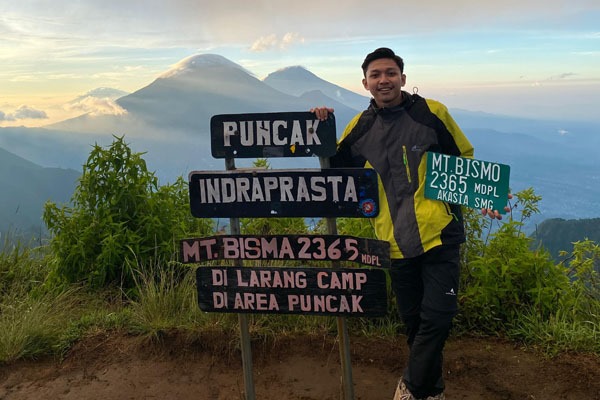 PUNCAK
INDRAPRASTA
MT. BISMA 2365 MDPL
DI LARANG CAMP
DI AREA PUNCAK
MT. BISMO
2365 MDPL
AKASIA SMG